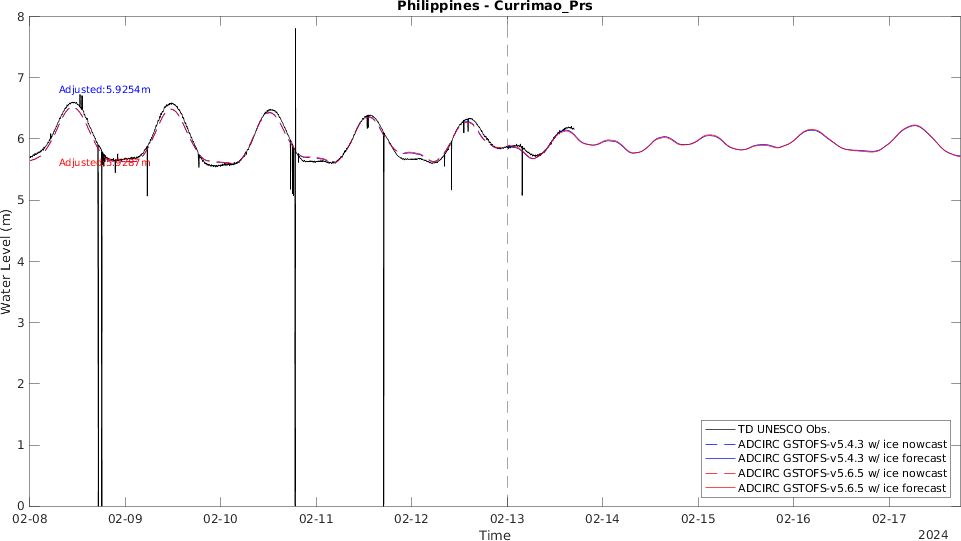 Philippines - Currimao_Prs
8
7
6
5
4
3
2
1
0
Water Level (m)
Adjusted:5.9254m
Adjusted:5.9287m
TD UNESCO Obs.
ADCIRC GSTOFS-v5.4.3 w/ ice nowcast
ADCIRC GSTOFS-v5.4.3 w/ ice forecast
ADCIRC GSTOFS-v5.6.5 w/ ice nowcast
ADCIRC GSTOFS-v5.6.5 w/ ice forecast
02-08 02-09 02-10 02-11 02-12 02-13 02-14 02-15 02-16 02-17
Time
2024